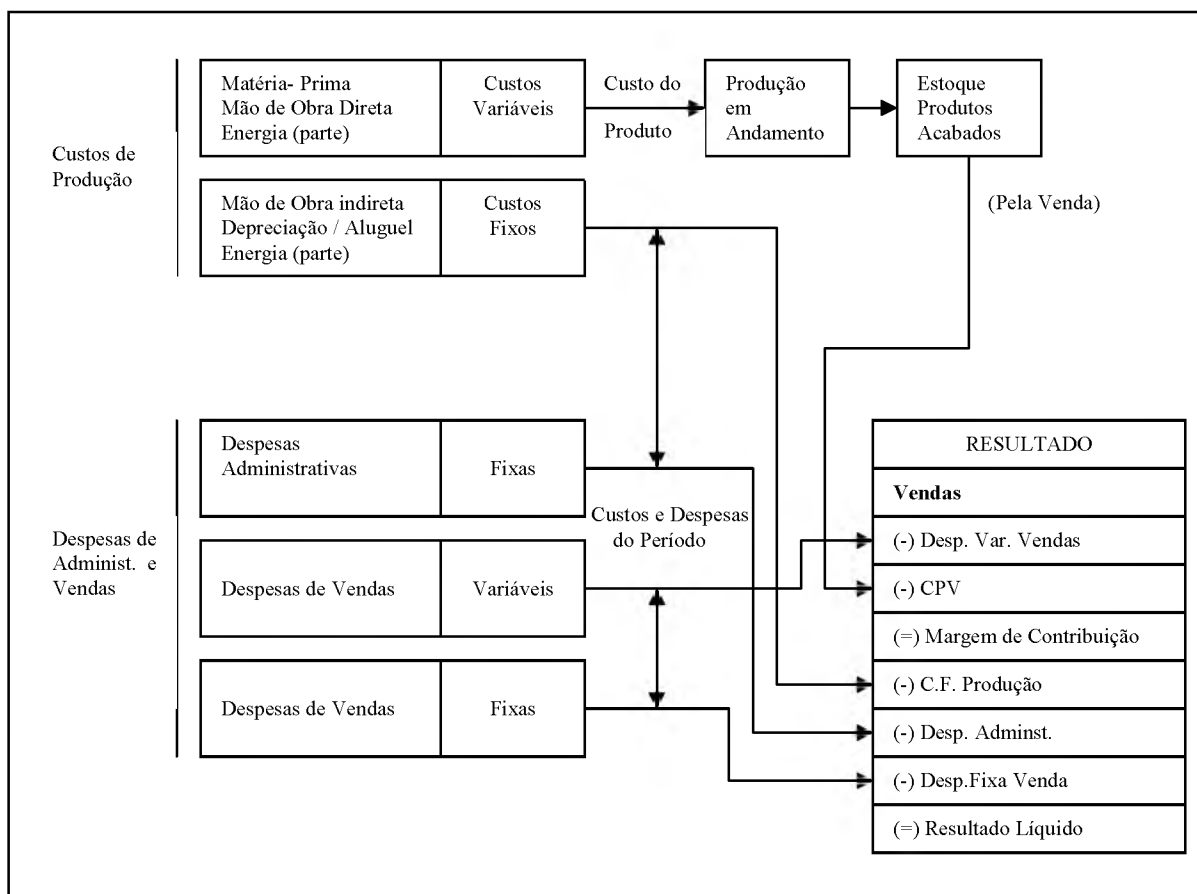 Matéria- Prima
Mão de Obra Direta
Energia (parte)
Custos
Variáveis
Custo do
Produto
Produção
em
Andamento
Estoque
Produtos
Acabados
Custos de
Produção
Mão de Obra indireta
Depreciação / Aluguel
Energia (parte)
Custos
Fixos
(Pela Venda)
Despesas
Administrativas
Fixas
Custos e Despesas
do Período
Despesas de
Administ. e
Vendas
Despesas de Vendas
Variáveis
Despesas de Vendas
Fixas
RESULTADO
Vendas
(-) Desp. Var. Vendas
(-) CPV
(=) Margem de Contribuição
(-) C.F. Produção
(-) Desp. Adminst.
(-) Desp.Fixa Venda
(=) Resultado Líquido